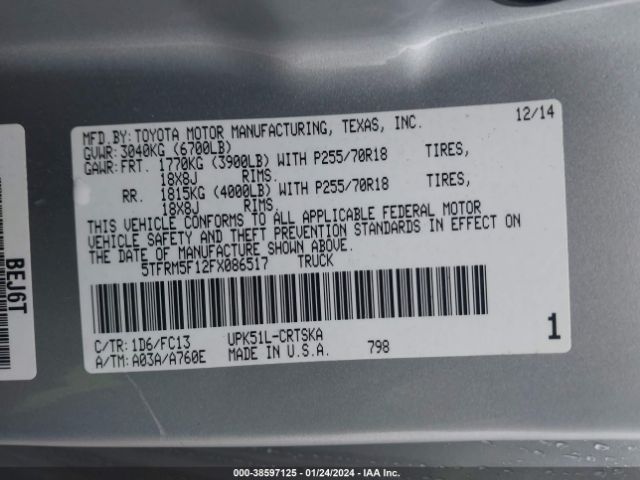 MFD.BY:TOYOTA MOTOR MANUFACTURING, TEXAS, INC. 12/14
GVWR:3040KG (6700LB)
GAWR:FRT. 1770KG (3900LB) WITH P255/70R18 TIRES,
18X8J RIMS.
RR. 1815KG (4000LB) WITH P255/70R18 TIRES,
18X8J RIMS.
THIS VEHICLE CONFORMS TO ALL APPLICABLE FEDERAL MOTOR
VEHICLE SAFETY AND THEFT PREVENTION STANDARDS IN EFFECT ON
THE DATE OF MANUFACTURE SHOWN ABOVE.
5TFRM5F12FX086517 TRUCK
C/TR:1D6/FC13 UPK51L-CRTSKA
A/TM:A03A/A760E MADE IN U.S.A. 798
1
BEJ6T
000-38597125 - 01/24/2024 - IAA Inc.